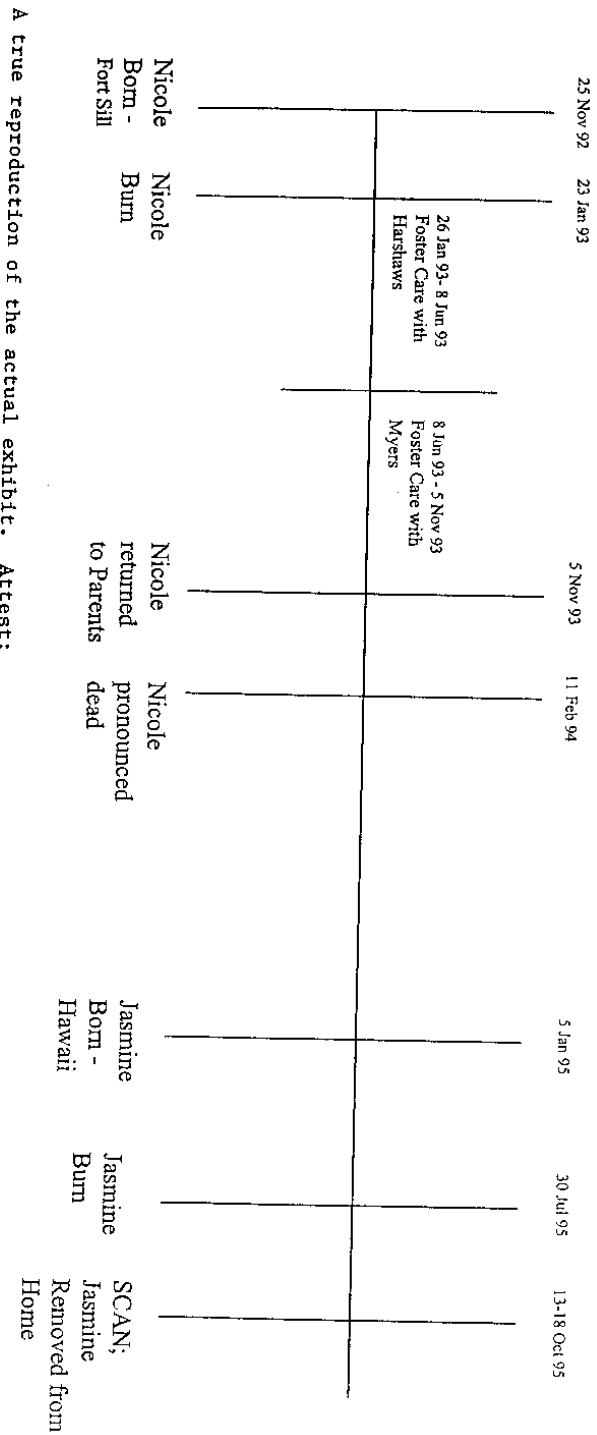 25 Nov 92
23 Jan 93
5 Nov 93
11 Feb 94
5 Jan 95
30 Jul 95
13-18 Oct 95
26 Jan 93- 8 Jun 93
Foster Care with
Harshaws
8 Jun 93 - 5 Nov 93
Foster Care with
Myers
Nicole
Born -
Fort Sill
Nicole
Burn
Nicole
returned
to Parents
Nicole
pronounced
dead
Jasmine
Born -
Hawaii
Jasmine
Burn
SCAN;
Jasmine
Removed from
Home
A true reproduction of the actual exhibit. Attest: